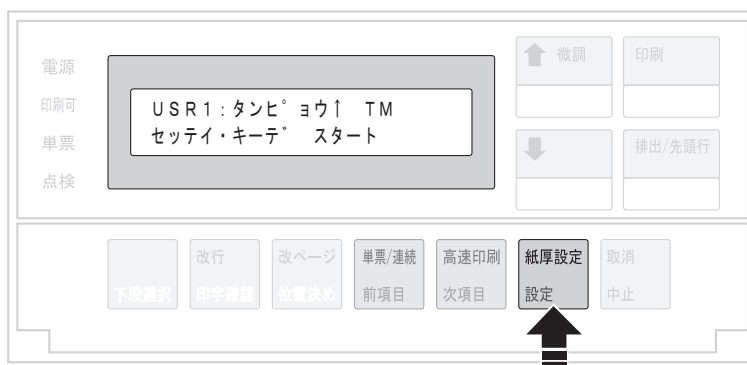 電源
印刷可
単票
点検
USR1:タンピョウ↑ TM
セッテイ・キーデ スタート
微調
印刷
排出/先頭行
下段選択
改行
印字確認
改ページ
位置決め
単票/連続
前項目
高速印刷
次項目
紙厚設定
設定
取消
中止